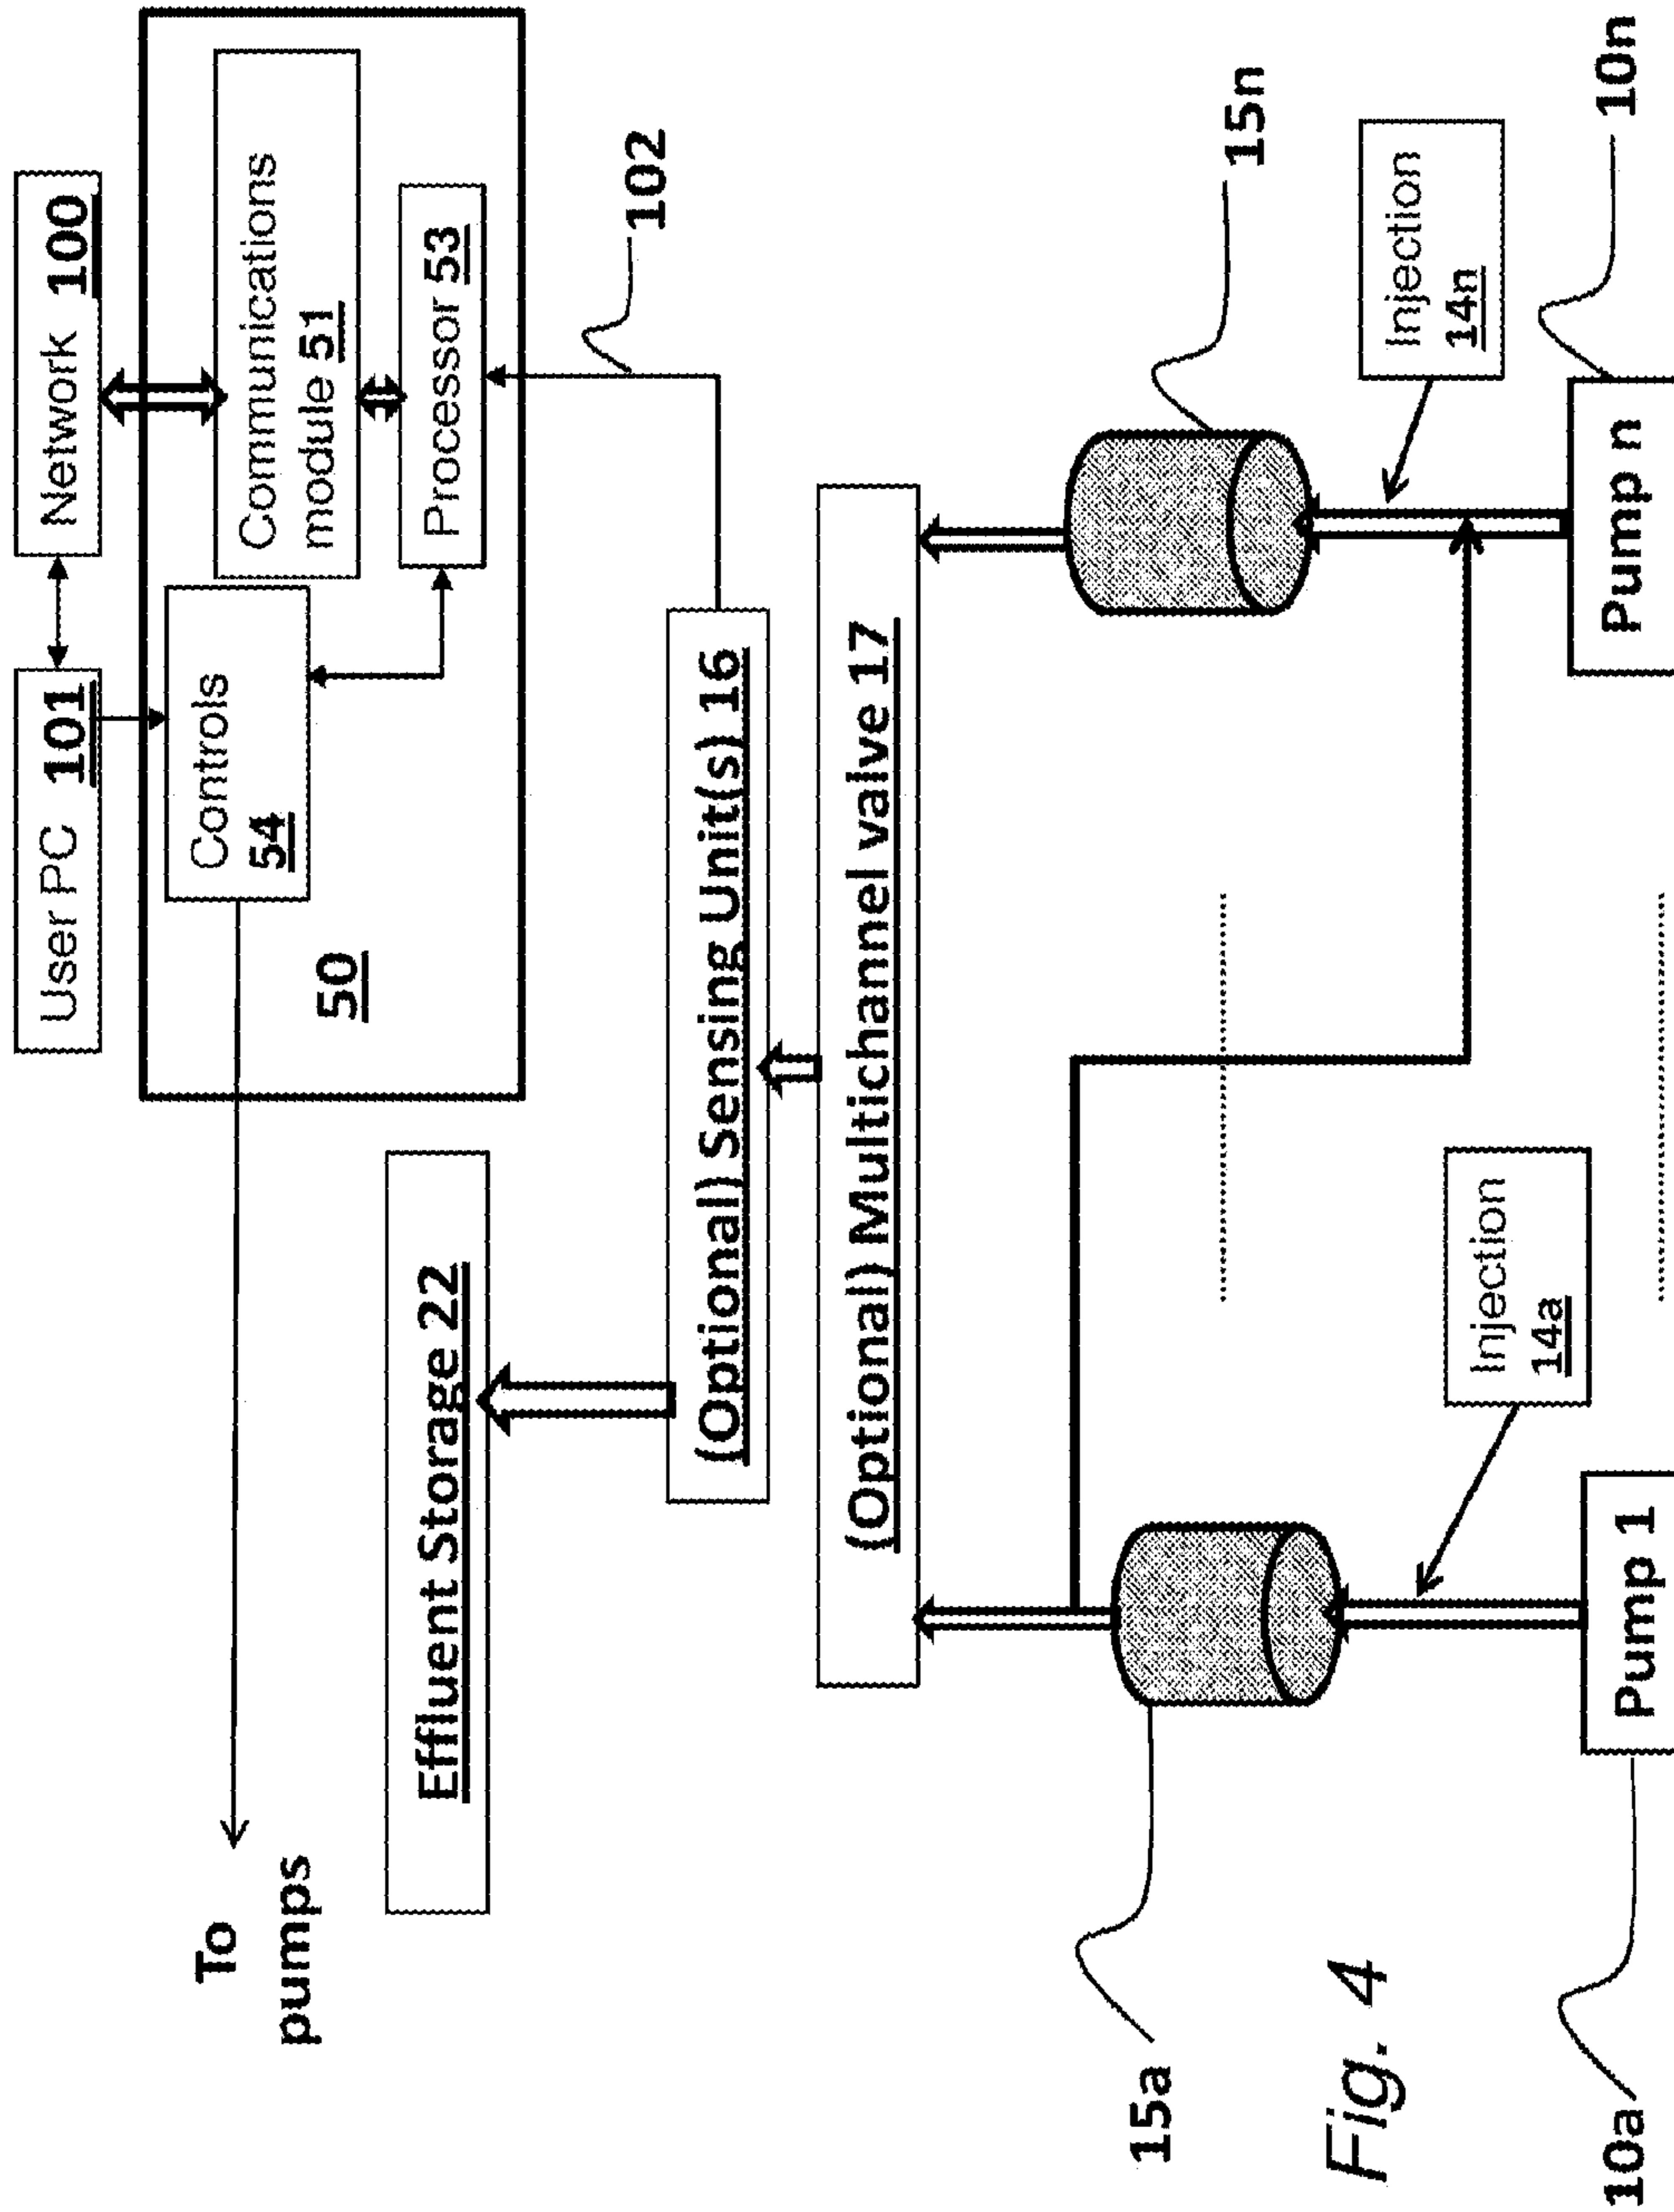 User PC 101
Network 100
Controls
54
Communications
module 51
Processor 53
50
102
To
pumps
Effluent Storage 22
(Optional) Sensing Unit(s) 16
(Optional) Multichannel valve 17
15a
15n
Injection
14a
Injection
14n
Pump 1
Pump n
10a
10n
Fig. 4